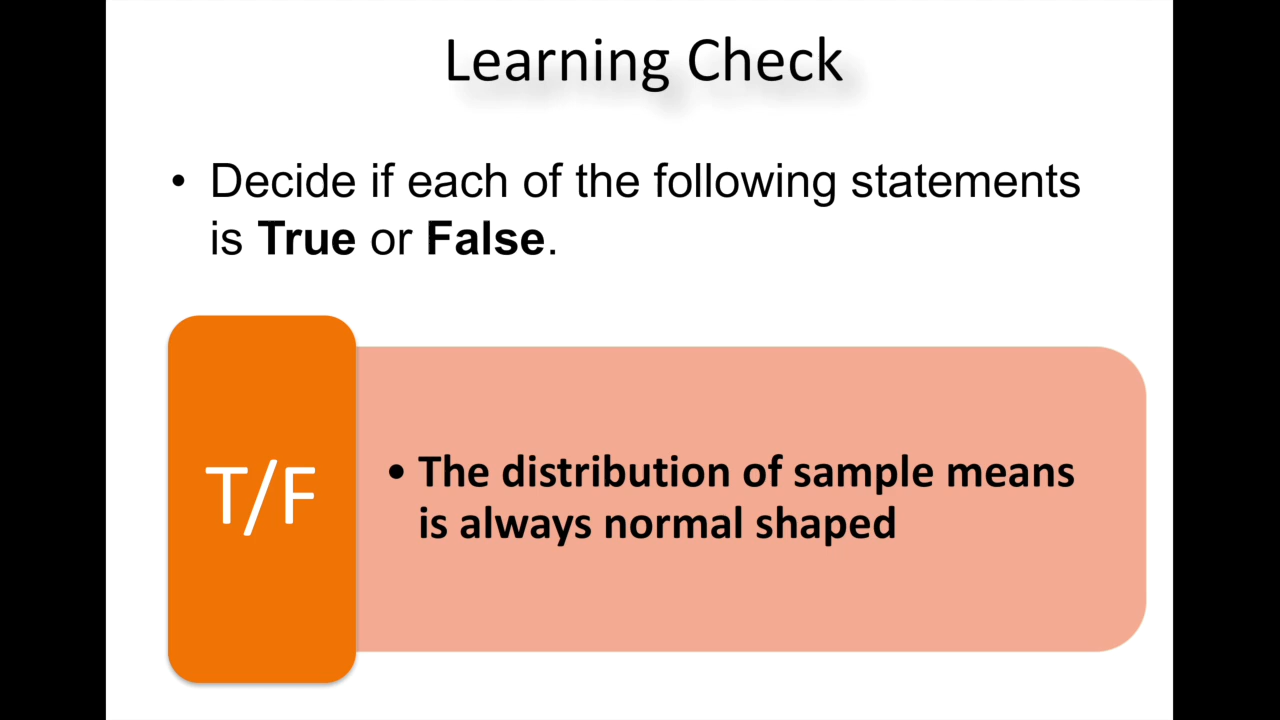 Learning Check
• Decide if each of the following statements
is True or False.
T/F
• The distribution of sample means
is always normal shaped